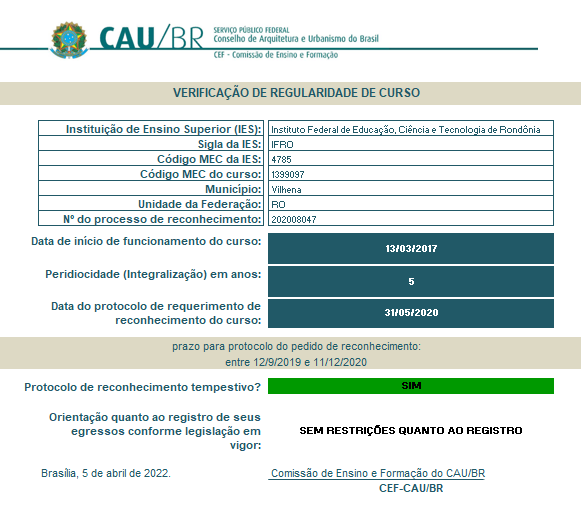 CAU/BR
SERVIÇO PÚBLICO FEDERAL
Conselho de Arquitetura e Urbanismo do Brasil
CEF - Comissão de Ensino e Formação
VERIFICAÇÃO DE REGULARIDADE DE CURSO
Instituição de Ensino Superior (IES): Instituto Federal de Educação, Ciência e Tecnologia de Rondônia
Sigla da IES: IFRO
Código MEC da IES: 4785
Código MEC do curso: 1399097
Município: Vilhena
Unidade da Federação: RO
Nº do processo de reconhecimento: 202008047
Data de início de funcionamento do curso: 13/03/2017
Peridiocidade (Integralização) em anos: 5
Data do protocolo de requerimento de
reconhecimento do curso: 31/05/2020
prazo para protocolo do pedido de reconhecimento:
entre 12/9/2019 e 11/12/2020
Protocolo de reconhecimento tempestivo? SIM
Orientação quanto ao registro de seus
egressos conforme legislação em
vigor: SEM RESTRIÇÕES QUANTO AO REGISTRO
Brasília, 5 de abril de 2022. Comissão de Ensino e Formação do CAU/BR
CEF-CAU/BR